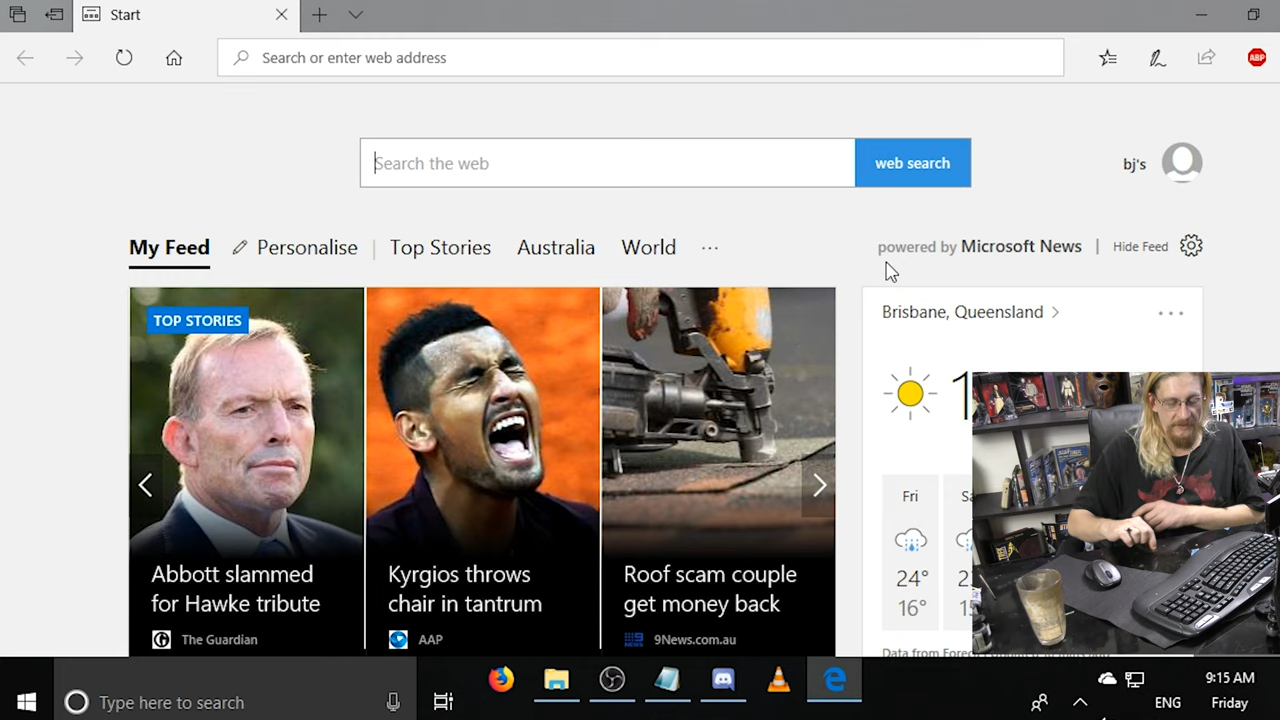 Start
Search or enter web address
ABP
Search the web
web search
bj's
My Feed
Personalise
Top Stories
Australia
World
powered by Microsoft News
Hide Feed
TOP STORIES
Abbott slammed
for Hawke tribute
The Guardian
Kyrgios throws
chair in tantrum
AAP
Roof scam couple
get money back
9News.com.au
Brisbane, Queensland
1
Fri
24°
16°
Type here to search
ENG
9:15 AM
Friday